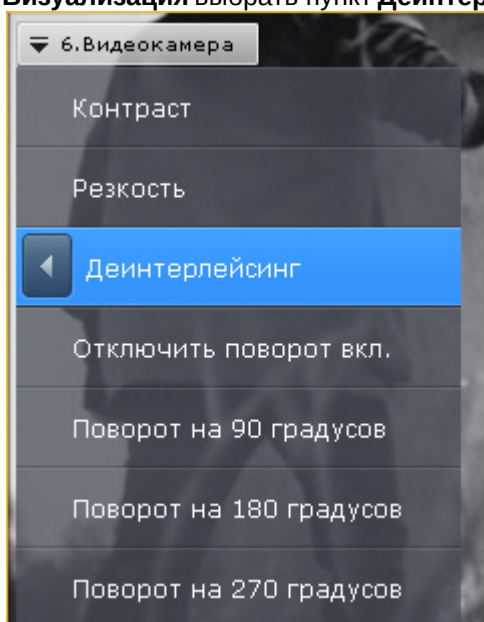 Визуализация выбрать пункт Деинтер
6.Видеокамера
Контраст
Резкость
Деинтерлейсинг
Отключить поворот вкл.
Поворот на 90 градусов
Поворот на 180 градусов
Поворот на 270 градусов